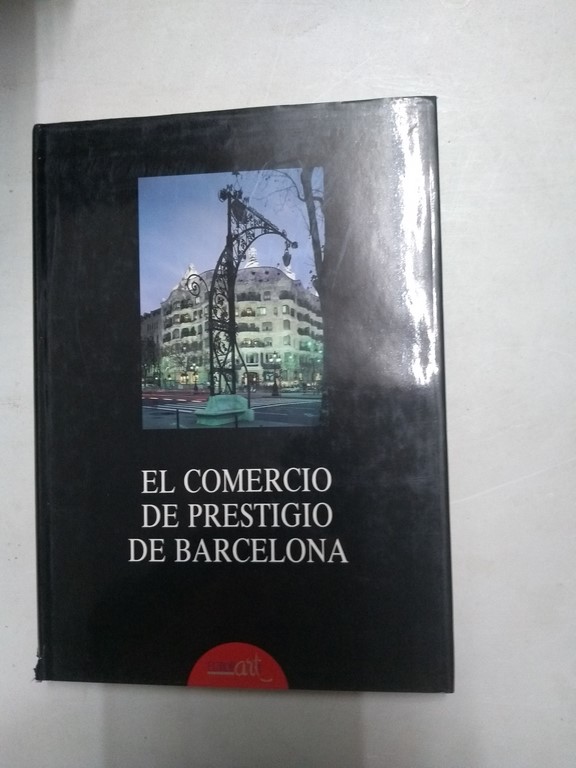 EL COMERCIO
DE PRESTIGIO
DE BARCELONA
art